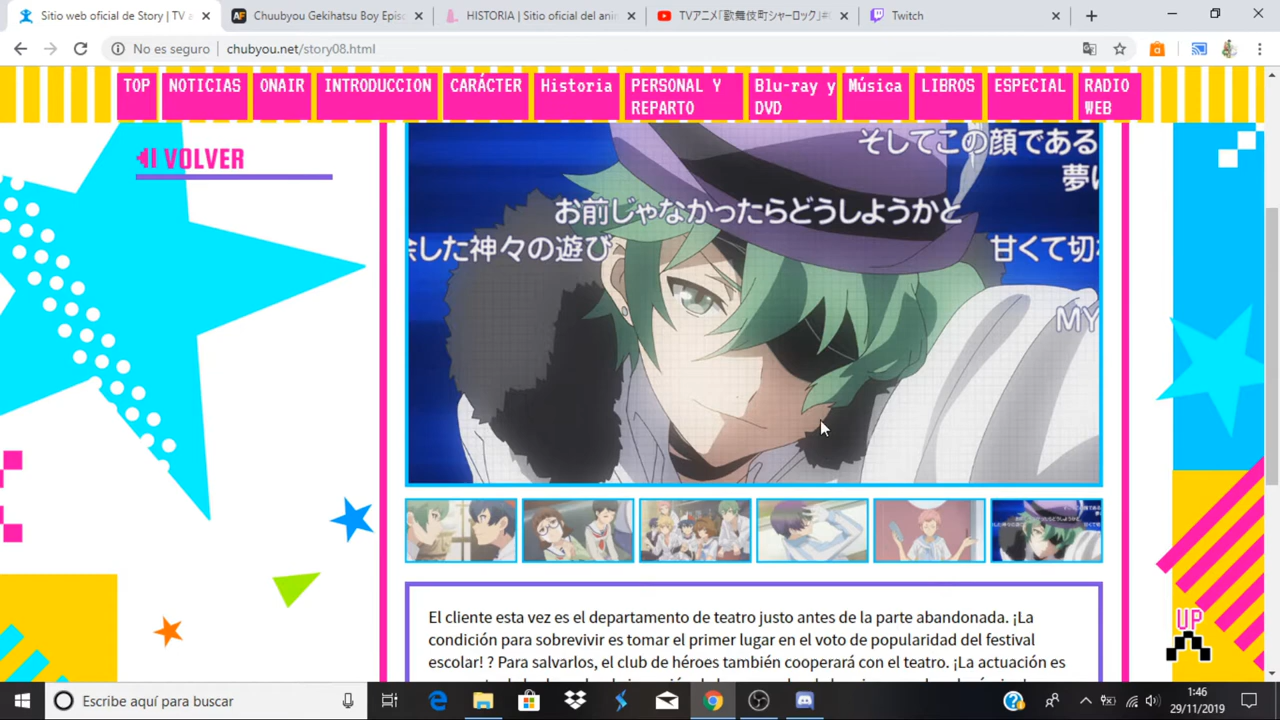 Sitio web oficial de Story | TV a
Chuubyou Gekihatsu Boy Episo
HISTORIA | Sitio oficial del anim
TVアニメ「歌舞伎町シャーロック」#0
Twitch
No es seguro
chubyou.net/story08.html
TOP
NOTICIAS
ONAIR
INTRODUCCION
CARÁCTER
Historia
PERSONAL Y
REPARTO
Blu-ray y
DVD
Música
LIBROS
ESPECIAL
RADIO
WEB
VOLVER
そしてこの顔である
夢
お前じゃなかったらどうしようかと
した神々の遊び
甘くて切
MY
El cliente esta vez es el departamento de teatro justo antes de la parte abandonada. ¡La
condición para sobrevivir es tomar el primer lugar en el voto de popularidad del festival
escolar! ? Para salvarlos, el club de héroes también cooperará con el teatro. ¡La actuación es
UP
Escribe aquí para buscar
1:46
29/11/2019